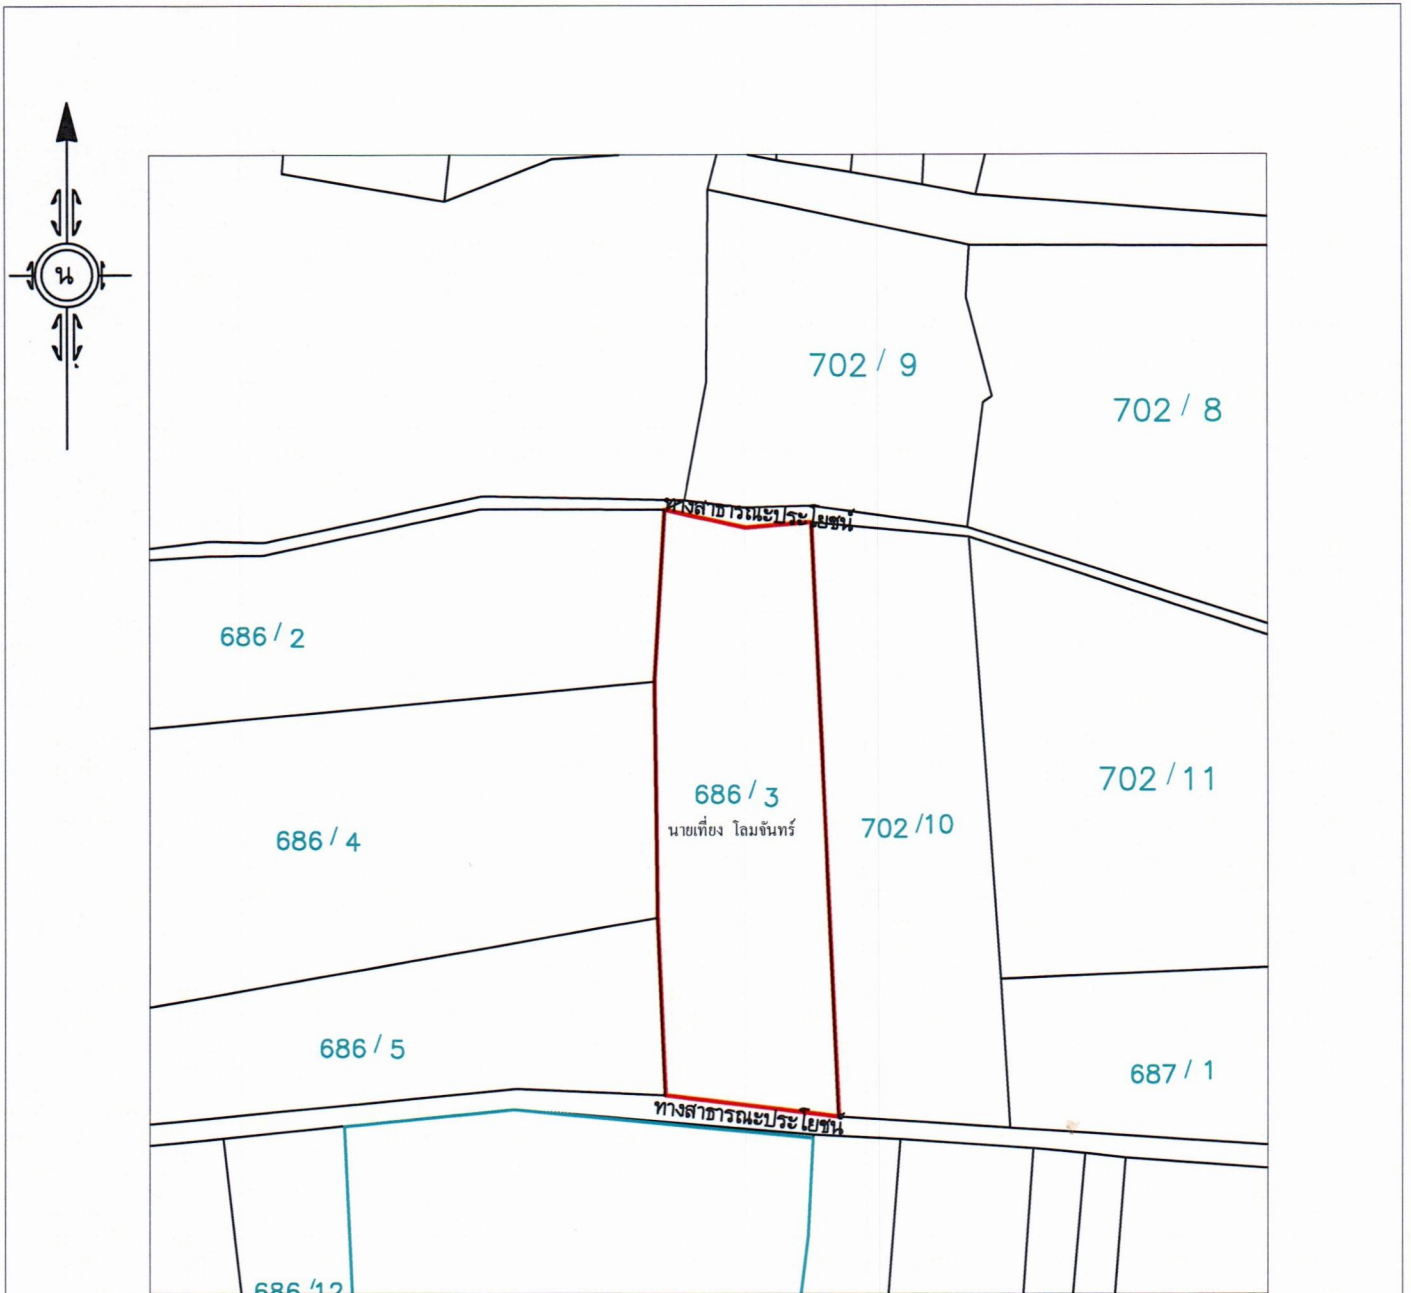 น
702 / 9
702 / 8
ทางสาธารณะประโยชน์
686 / 2
686 / 3
นายเที่ยง โลมจันทร์
702 / 11
702 /10
686 / 4
686 / 5
687 / 1
ทางสาธารณะประโยชน์
686 /12